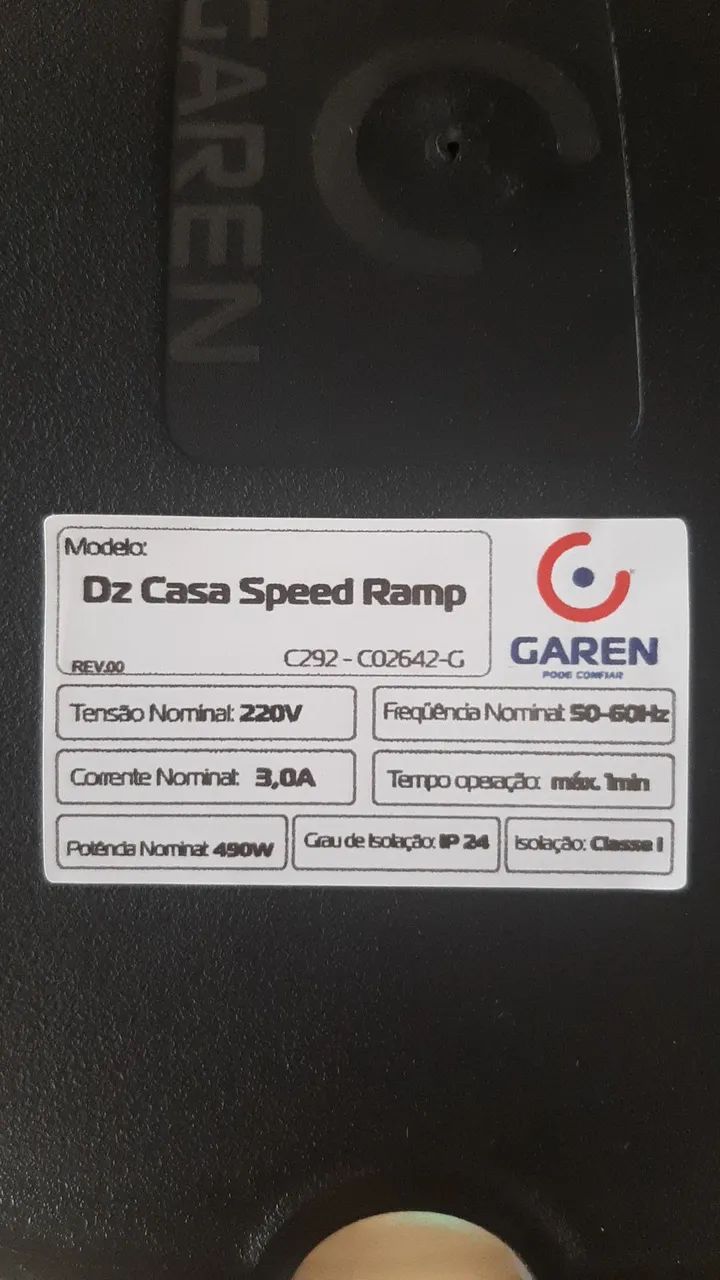 GAREN
Modelo:
Dz Casa Speed Ramp
REV.00 C292 - C02642-G
GAREN
PODE CONFIAR
Tensão Nominal: 220V
Freqüência Nominal: 50-60Hz
Corrente Nominal: 3,0A
Tempo operação: máx. 1min
Potência Nominal: 490W
Grau de Isolação: IP 24
Isolação: Classe I